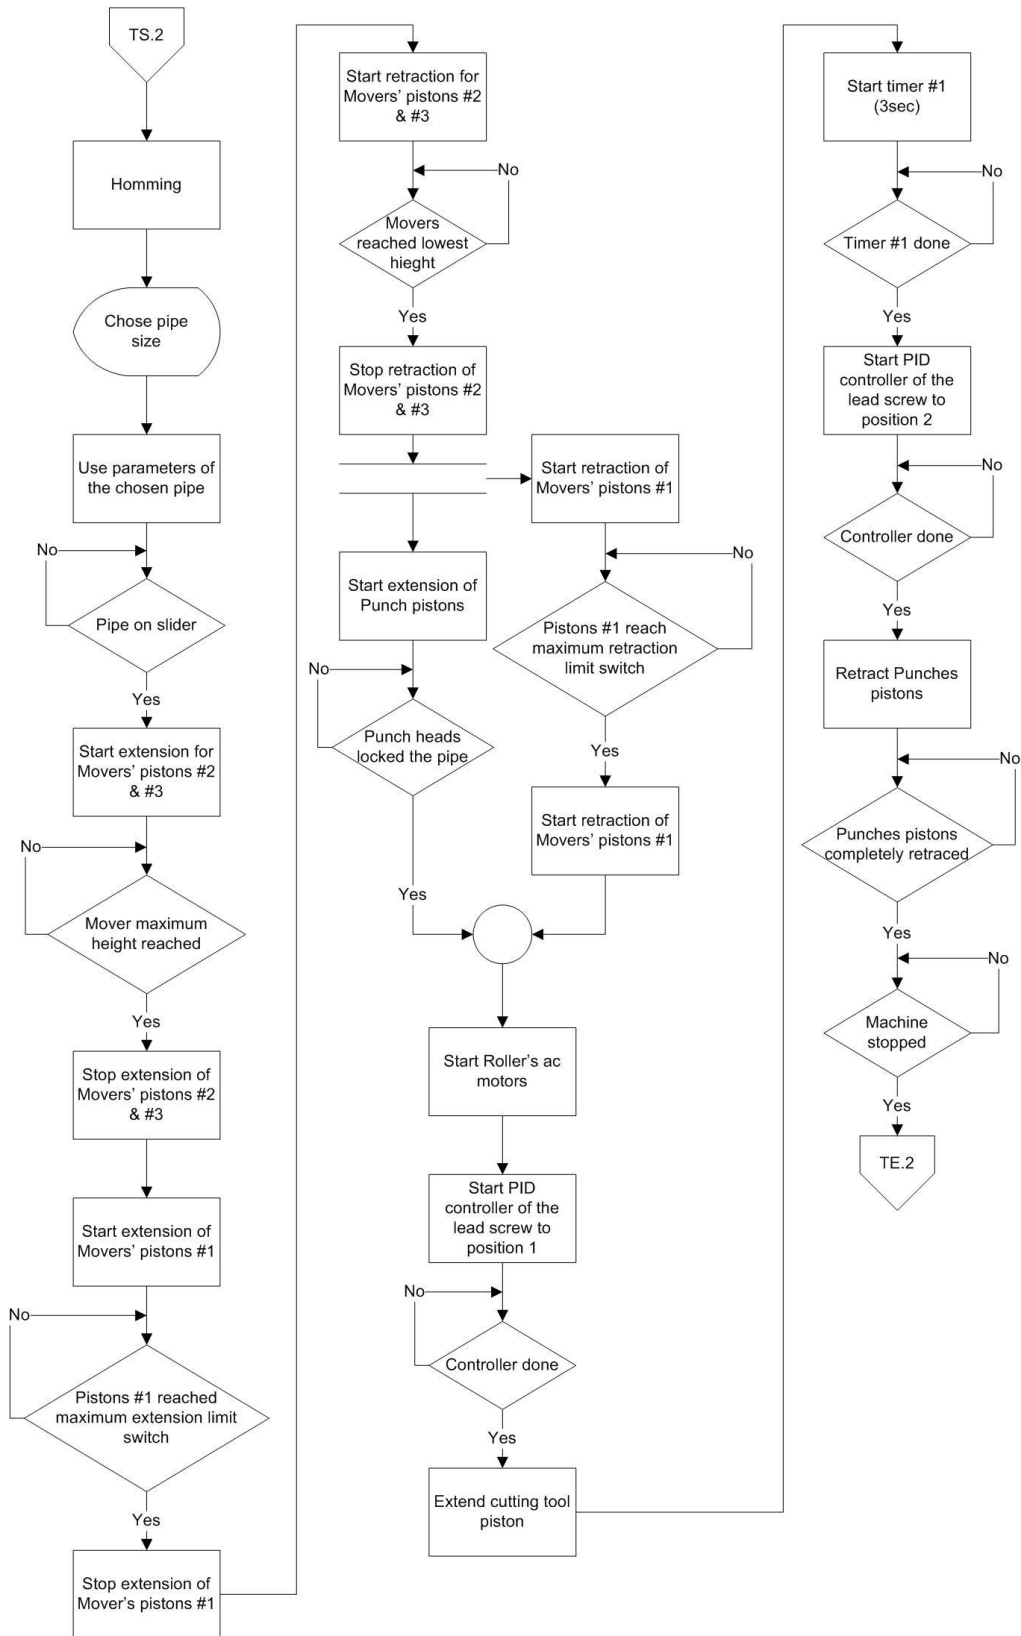 TS.2
Homming
Chose pipe
size
Use parameters of
the chosen pipe
No
Pipe on slider
Yes
Start extension for
Movers' pistons #2
& #3
No
Mover maximum
height reached
Yes
Stop extension of
Movers' pistons #2
& #3
Start extension of
Movers' pistons #1
No
Pistons #1 reached
maximum extension limit
switch
Yes
Stop extension of
Mover's pistons #1
Start retraction for
Movers' pistons #2
& #3
No
Movers
reached lowest
hieght
Yes
Stop retraction of
Movers' pistons #2
& #3
Start extension of
Punch pistons
No
Punch heads
locked the pipe
Yes
Start retraction of
Movers' pistons #1
No
Pistons #1 reach
maximum retraction
limit switch
Yes
Start retraction of
Movers' pistons #1
Start Roller's ac
motors
Start PID
controller of the
lead screw to
position 1
No
Controller done
Yes
Extend cutting tool
piston
Start timer #1
(3sec)
No
Timer #1 done
Yes
Start PID
controller of the
lead screw to
position 2
No
Controller done
Yes
Retract Punches
pistons
No
Punches pistons
completely retraced
Yes
No
Machine
stopped
Yes
TE.2